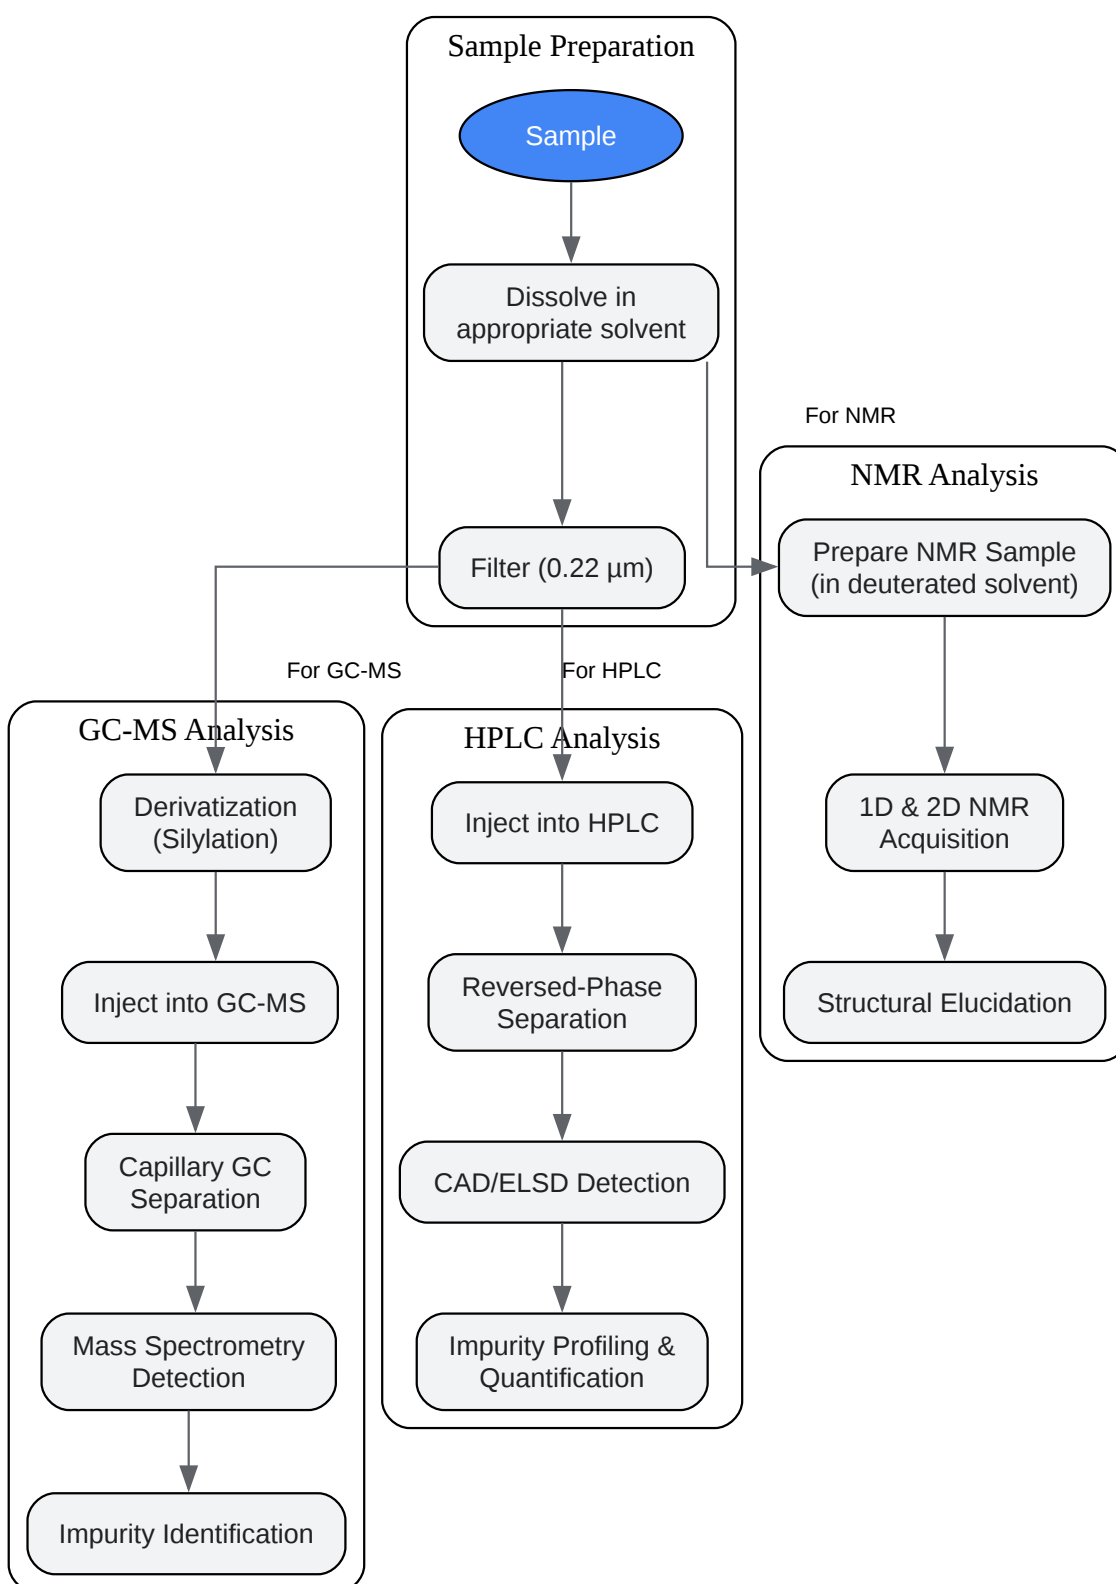 Sample Preparation
Sample
Dissolve in
appropriate solvent
For NMR
NMR Analysis
Filter (0.22 µm)
Prepare NMR Sample
(in deuterated solvent)
For GC-MS
For HPLC
GC-MS Analysis
HPLC Analysis
Derivatization
(Silylation)
Inject into HPLC
1D & 2D NMR
Acquisition
Inject into GC-MS
Reversed-Phase
Separation
Structural Elucidation
Capillary GC
Separation
CAD/ELSD Detection
Mass Spectrometry
Detection
Impurity Profiling &
Quantification
Impurity Identification